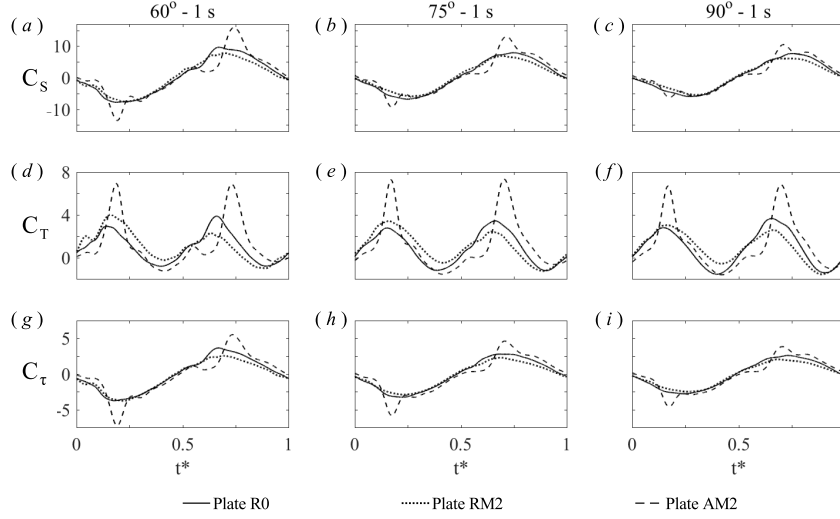 60° - 1 s 75° - 1 s 90° - 1 s
(a) (b) (c)
10
C_S 0
-10
(d) (e) (f)
8
C_T 4
0
(g) (h) (i)
5
C_τ 0
-5
0 0.5 1 0 0.5 1 0 0.5 1
t* t* t*
Plate R0 Plate RM2 Plate AM2